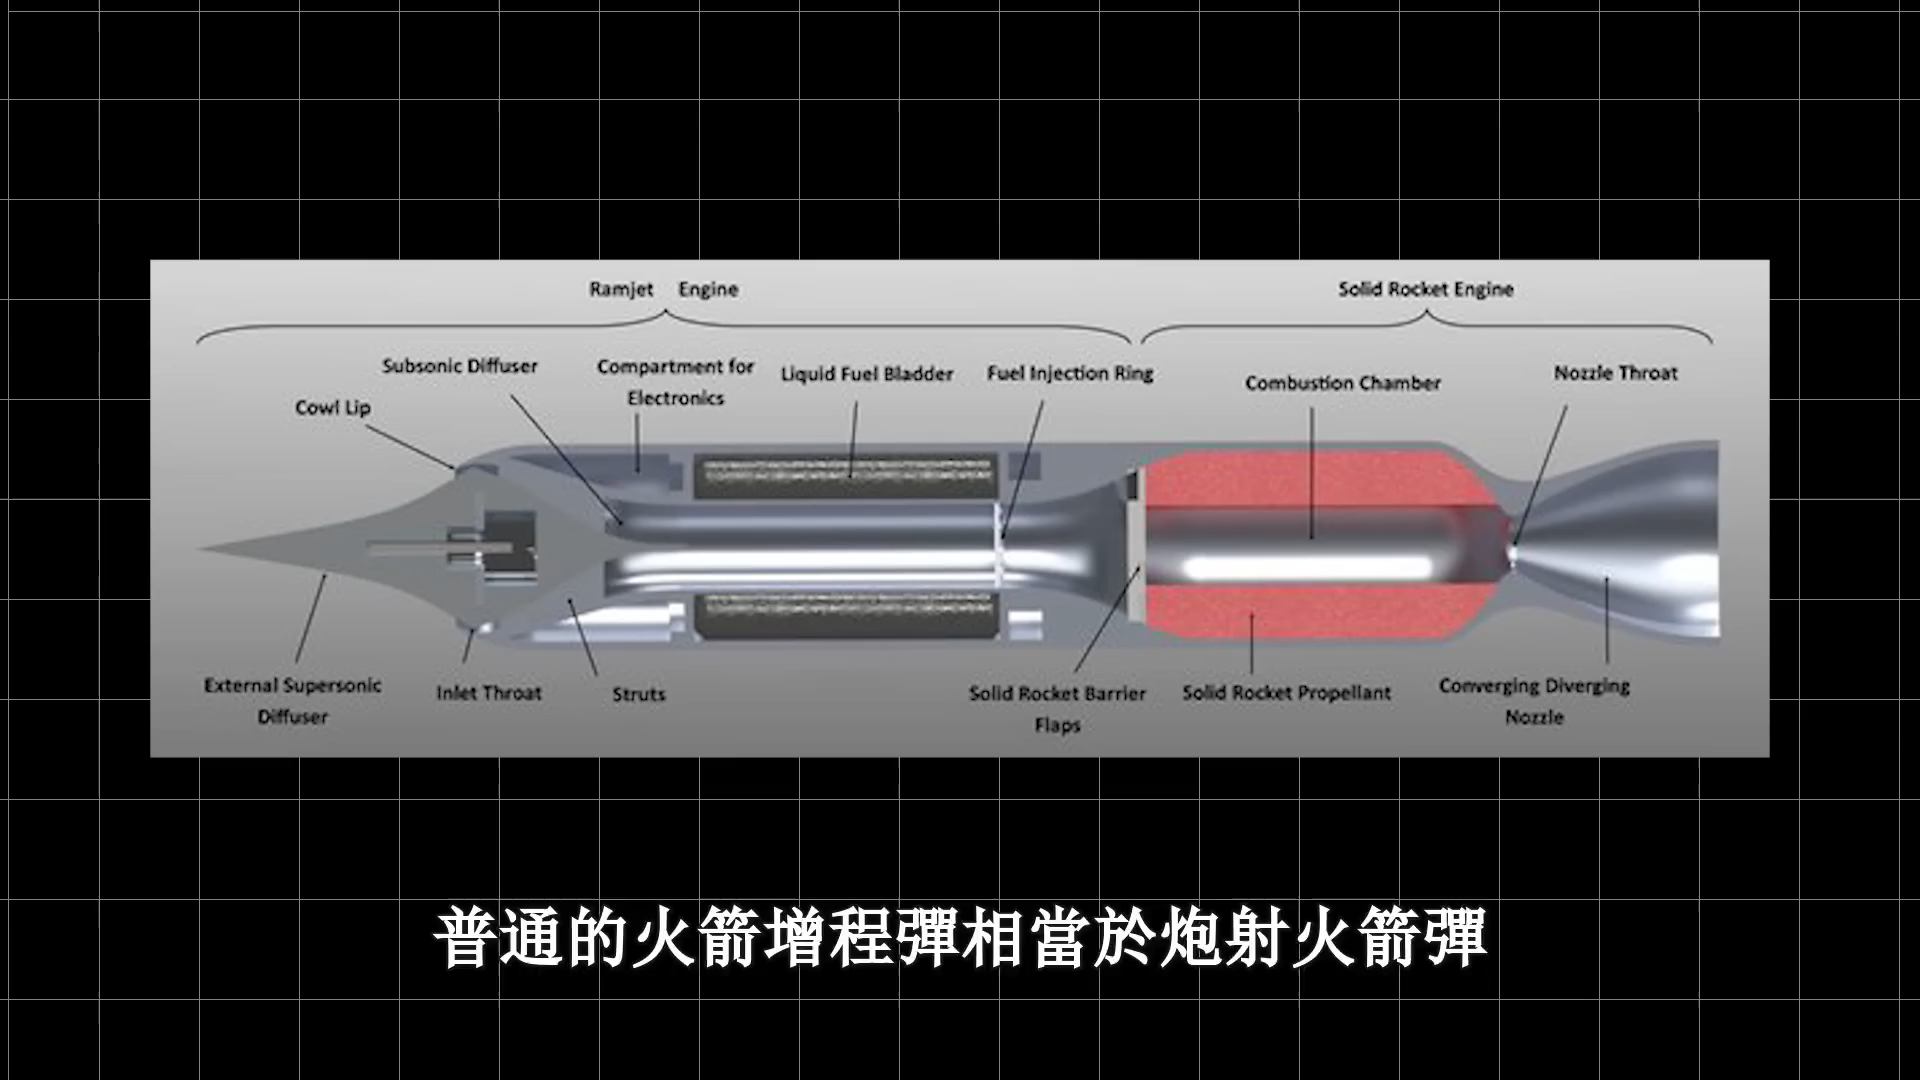 Ramjet Engine
Solid Rocket Engine
Subsonic Diffuser
Compartment for
Electronics
Liquid Fuel Bladder
Fuel Injection Ring
Combustion Chamber
Nozzle Throat
Cowl Lip
External Supersonic
Diffuser
Inlet Throat
Struts
Solid Rocket Barrier
Flaps
Solid Rocket Propellant
Converging Diverging
Nozzle
普通的火箭增程彈相當於炮射火箭彈